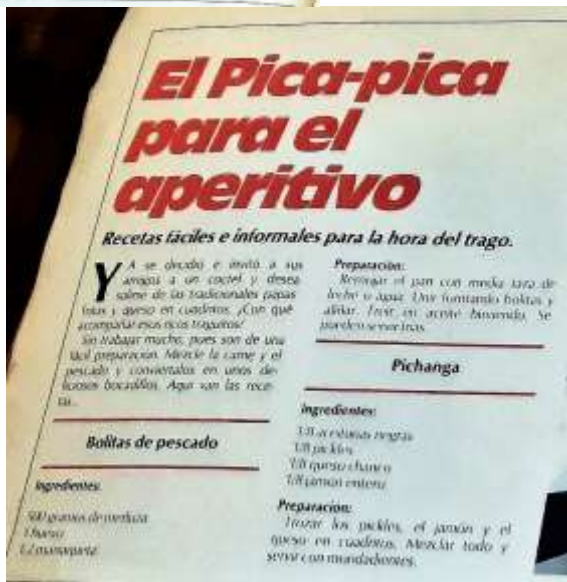 El Pica-pica
para el
aperitivo
Recetas fáciles e informales para la hora del trago.
YA se decidió e invitó a sus
amigos a un coctel y desea
salirse de las tradicionales papas
fritas y queso en cuadritos. ¿Con qué
acompañar esos ricos traguitos?
Sin trabajar mucho, pues son de una
fácil preparación. Mezcle la carne y el
pescado y conviértalos en unos de-
liciosos bocadillos. Aquí van las rece-
tas...
Bolitas de pescado
Ingredientes:
500 gramos de merluza
1 huevo
1/2 marraqueta
Preparación:
Remojar el pan con media taza de
leche o agua. Unir formando bolitas y
aliñar. Freír en aceite hirviendo. Se
pueden servir frías.
Pichanga
Ingredientes:
1/8 aceitunas negras
1/8 pickles
1/8 queso chanco
1/8 jamón entero
Preparación:
Trozar los pickles, el jamón y el
queso en cuadritos. Mezclar todo y
servir con mondadientes.